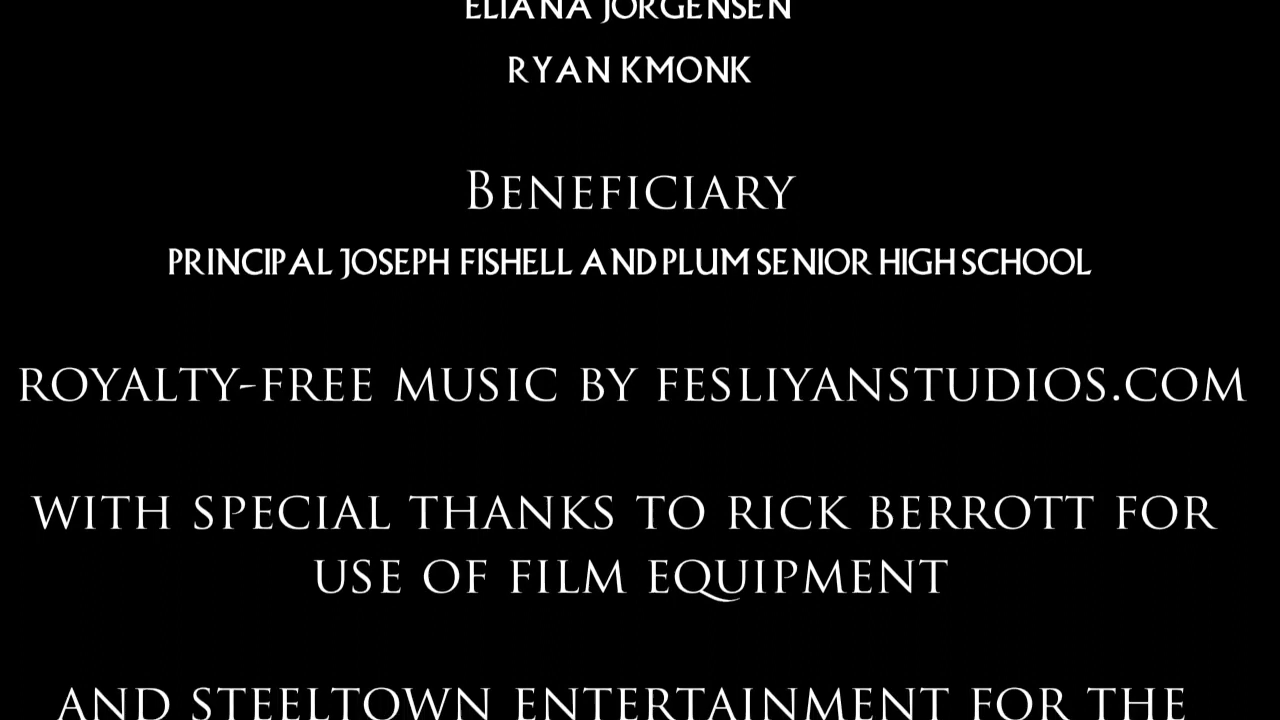 ELIANA JORGENSEN
RYAN KMONK
BENEFICIARY
PRINCIPAL JOSEPH FISHELL AND PLUM SENIOR HIGH SCHOOL
ROYALTY-FREE MUSIC BY FESLIYANSTUDIOS.COM
WITH SPECIAL THANKS TO RICK BERROTT FOR
USE OF FILM EQUIPMENT
AND STEELTOWN ENTERTAINMENT FOR THE